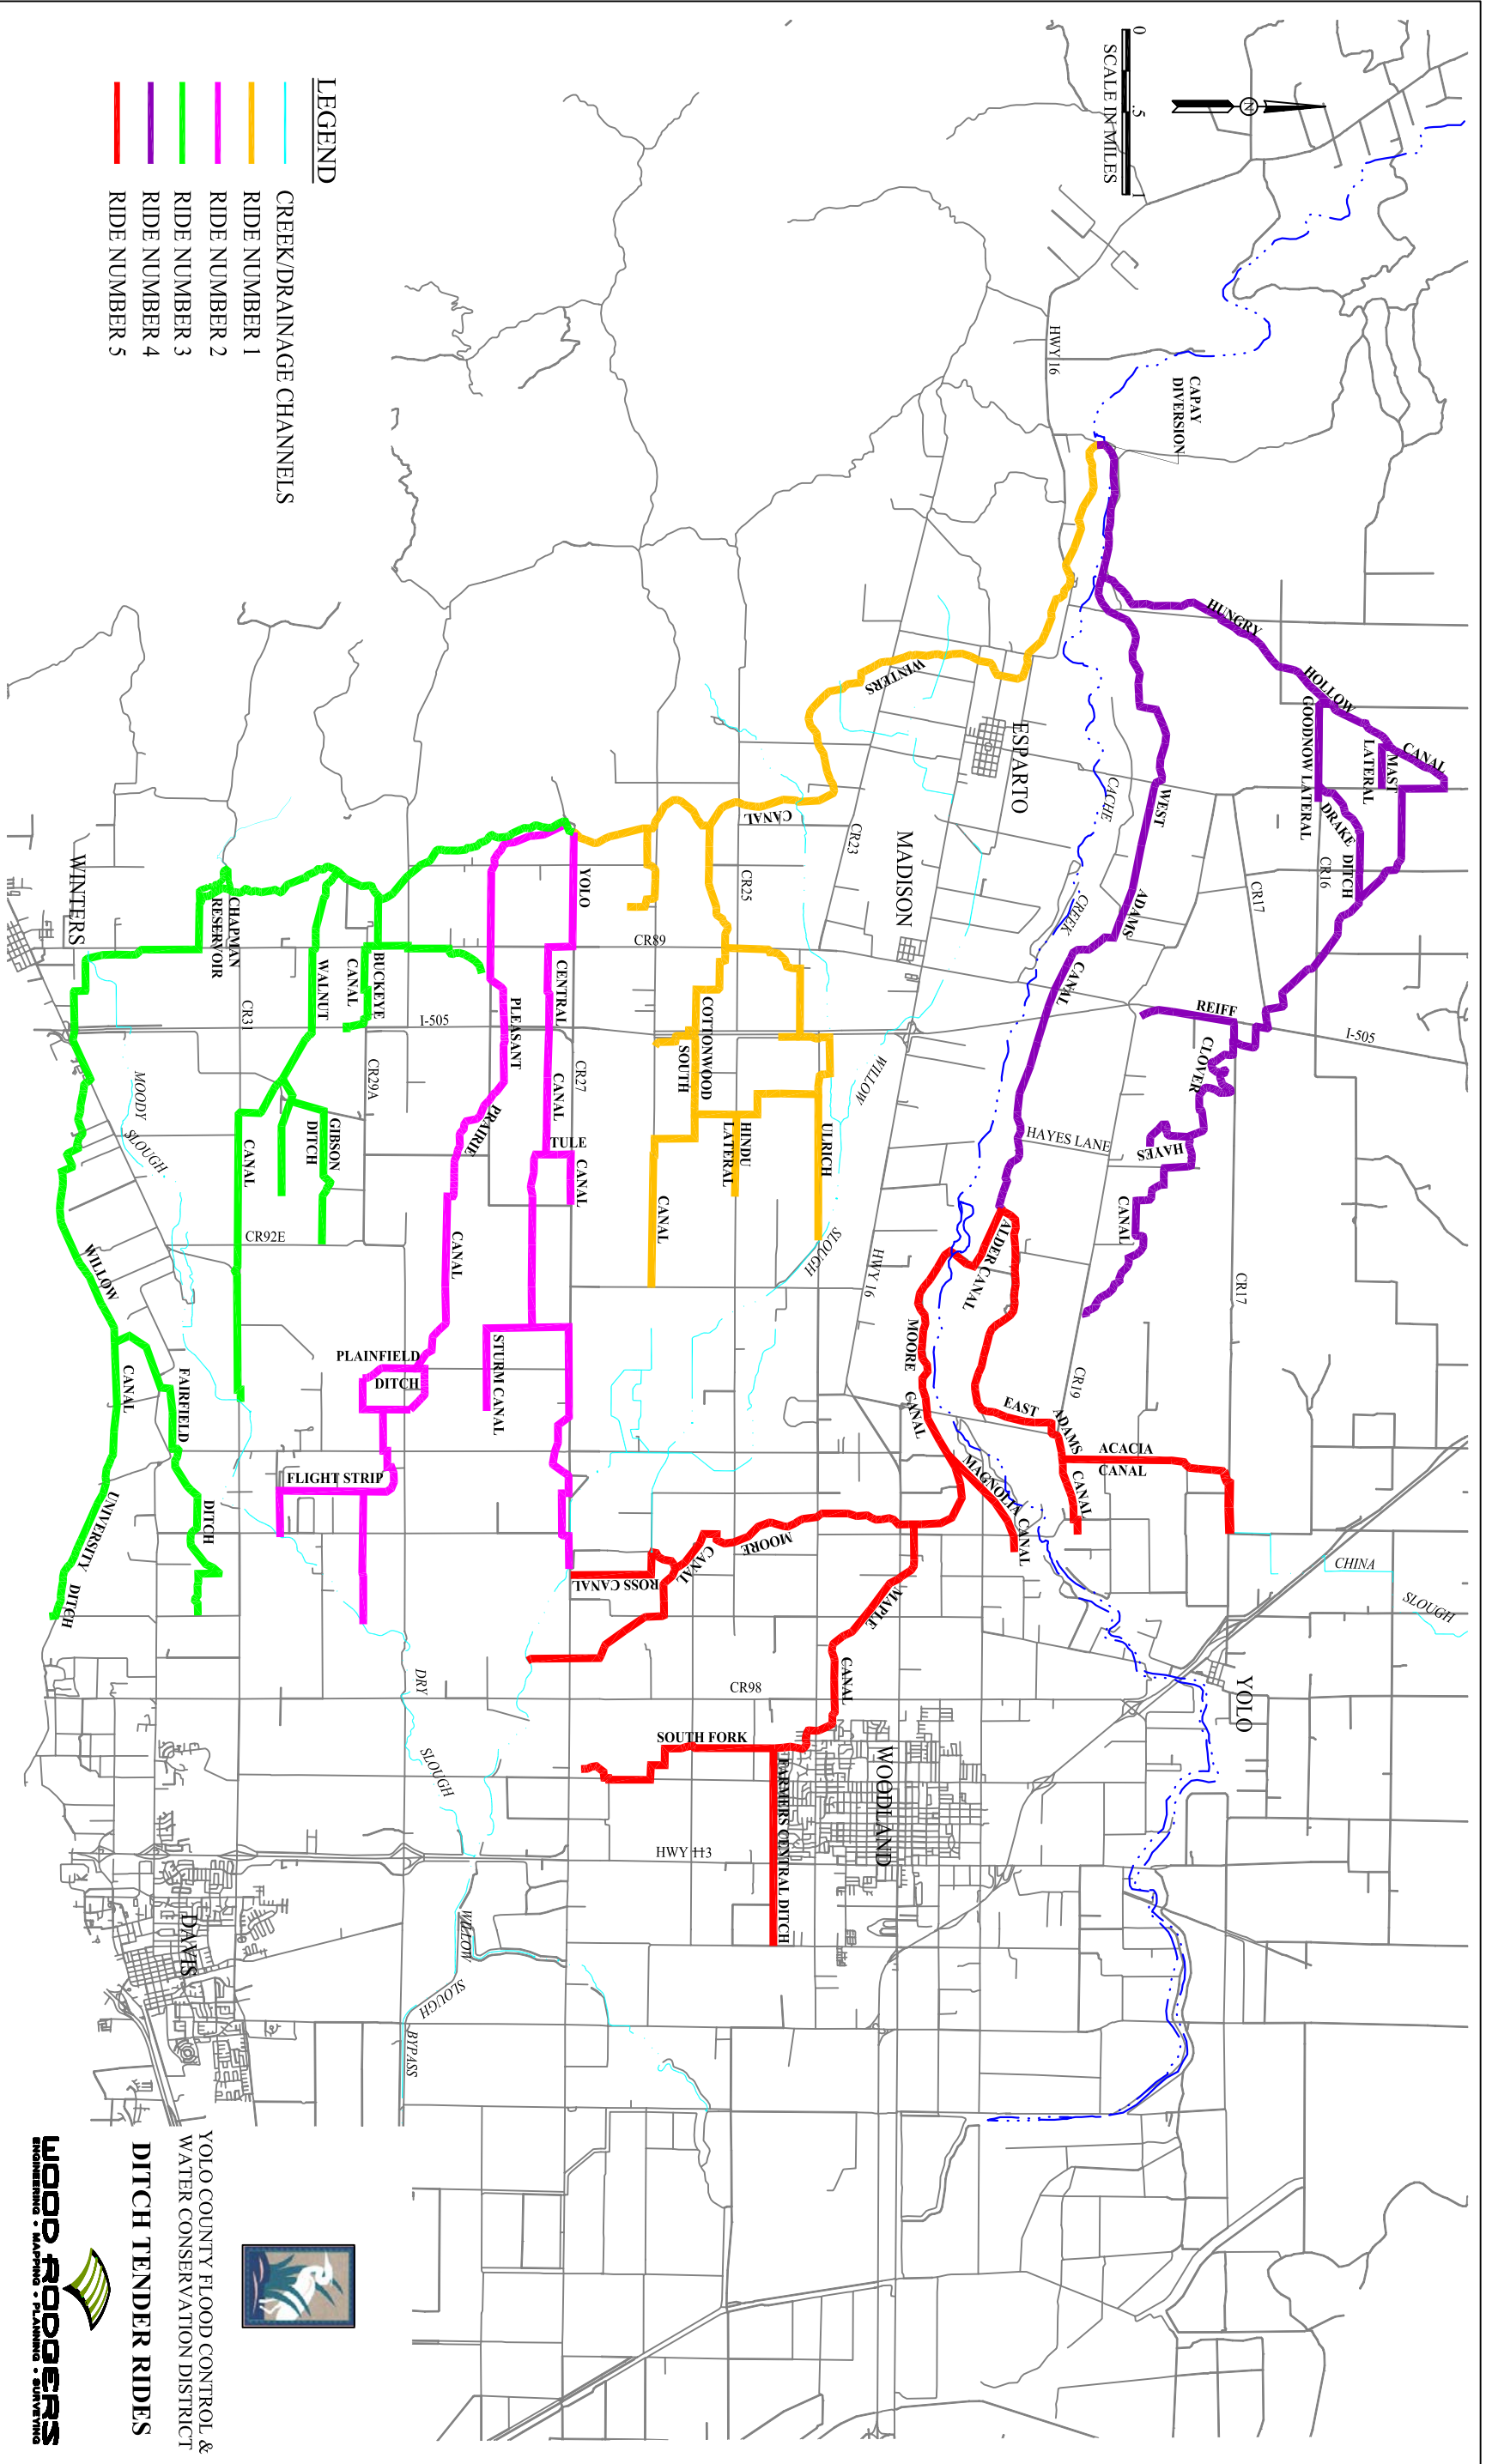 0 .5 1
SCALE IN MILES
N
LEGEND
CREEK/DRAINAGE CHANNELS
RIDE NUMBER 1
RIDE NUMBER 2
RIDE NUMBER 3
RIDE NUMBER 4
RIDE NUMBER 5
CAPAY
DIVERSION
HWY 16
HUNGRY
HOLLOW
CANAL
GOODNOW LATERAL
MAST
LATERAL
DRAKE
DITCH
CR16
CR17
WEST
ADAMS
CANAL
CACHE
CREEK
ESPARTO
MADISON
WINTERS
CANAL
CR23
CR25
CR89
REIFF
I-505
CLOVER
HAYES
CANAL
HAYES LANE
CR17
CR19
WILLOW
SLOUGH
HWY 16
ULRICH
HINDU
LATERAL
COTTONWOOD
SOUTH
CANAL
YOLO
CENTRAL
CANAL
CR27
TULE
CANAL
PLEASANT
PRAIRIE
CANAL
STURM CANAL
PLAINFIELD
DITCH
FLIGHT STRIP
I-505
CR29A
BUCKEYE
CANAL
WALNUT
CANAL
GIBSON
DITCH
CHAPMAN
RESERVOIR
CR31
CR92E
WINTERS
MOODY
SLOUGH
WILLOW
CANAL
FAIRFIELD
DITCH
UNIVERSITY
DITCH
ALDER CANAL
MOORE
CANAL
EAST
ADAMS
CANAL
ACACIA
CANAL
MAGNOLIA CANAL
MOORE
CANAL
ROSS CANAL
MAPLE
CANAL
CHINA
SLOUGH
YOLO
CR98
SOUTH FORK
FARMERS CENTRAL DITCH
WOODLAND
HWY 113
DRY
SLOUGH
WILLOW
SLOUGH
BYPASS
DAVIS
YOLO COUNTY FLOOD CONTROL &
WATER CONSERVATION DISTRICT
DITCH TENDER RIDES
WOOD RODGERS
ENGINEERING • MAPPING • PLANNING • SURVEYING